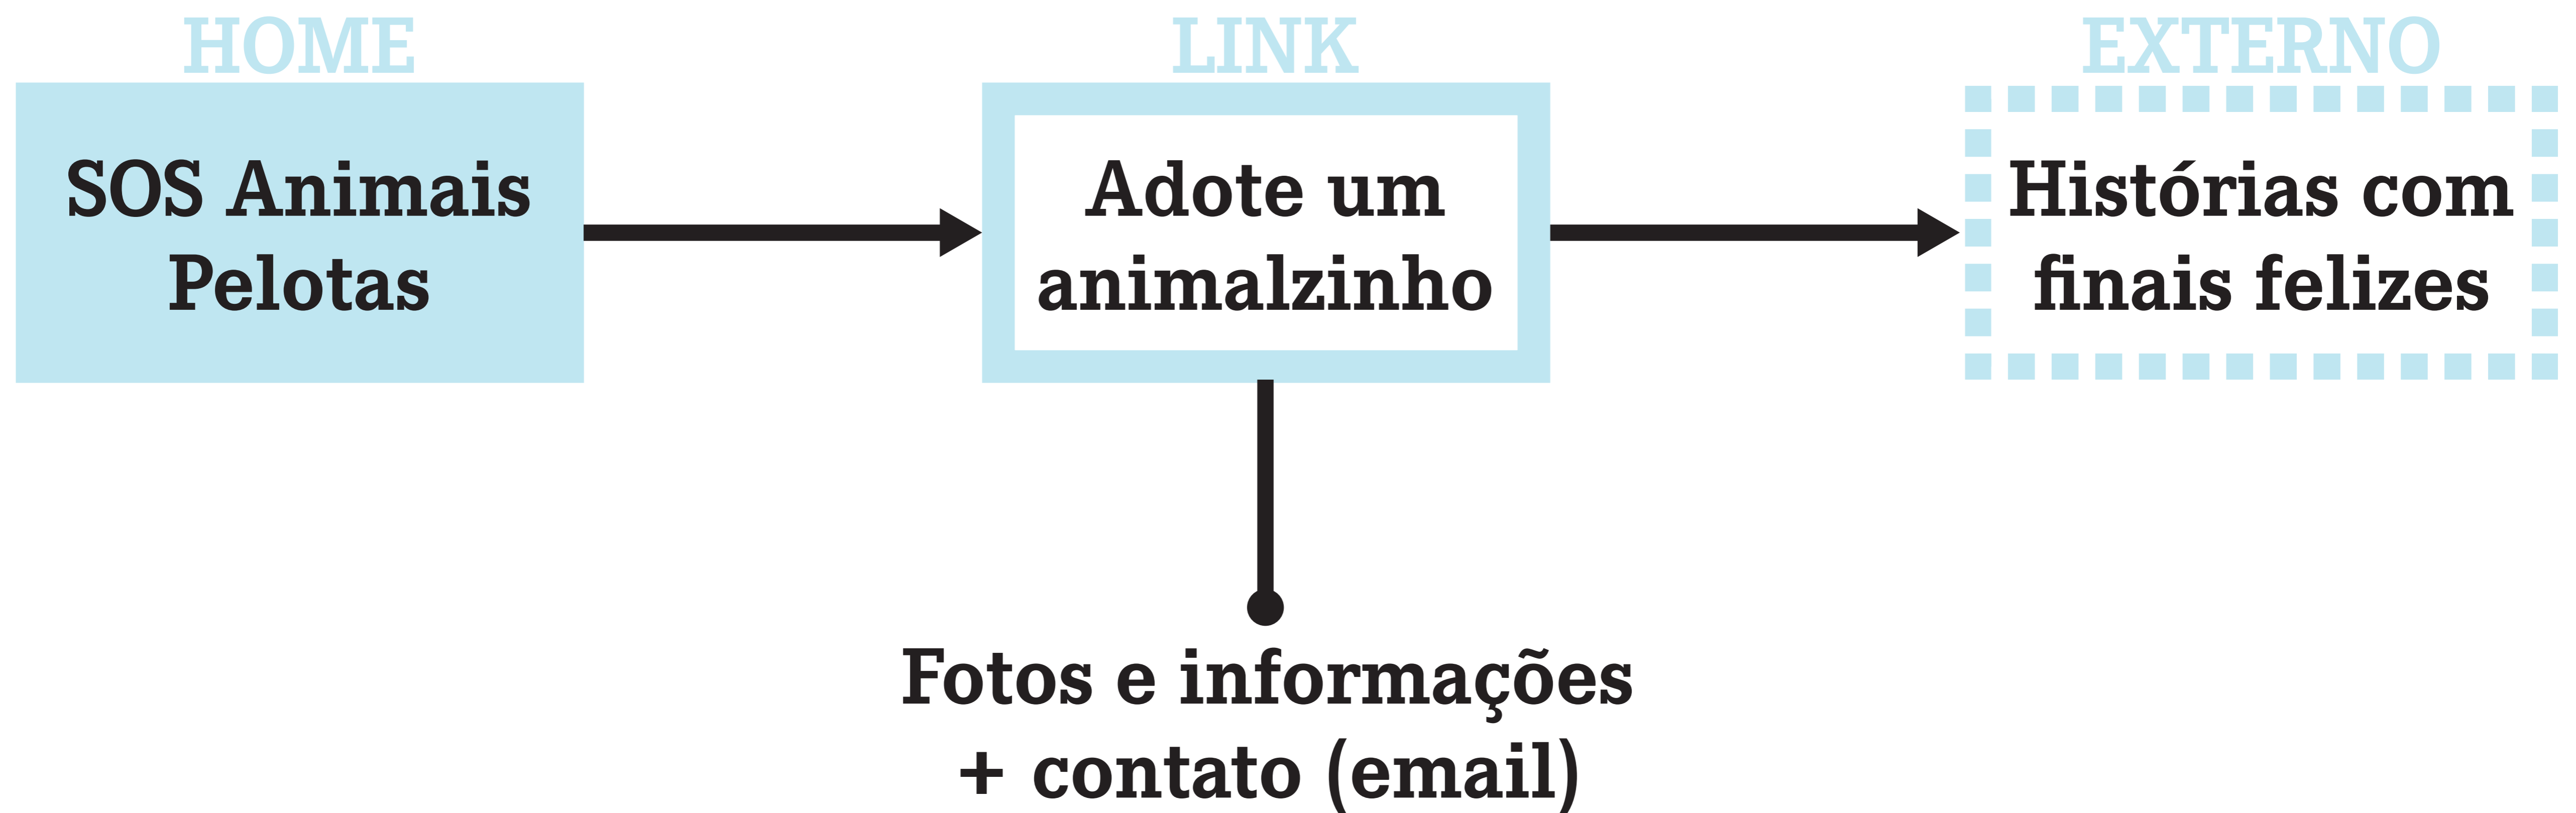 HOME
SOS Animais
Pelotas
LINK
Adote um
animalzinho
EXTERNO
Histórias com
finais felizes
Fotos e informações
+ contato (email)